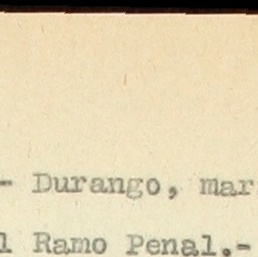 - Durango, mar
l Ramo Penal.-